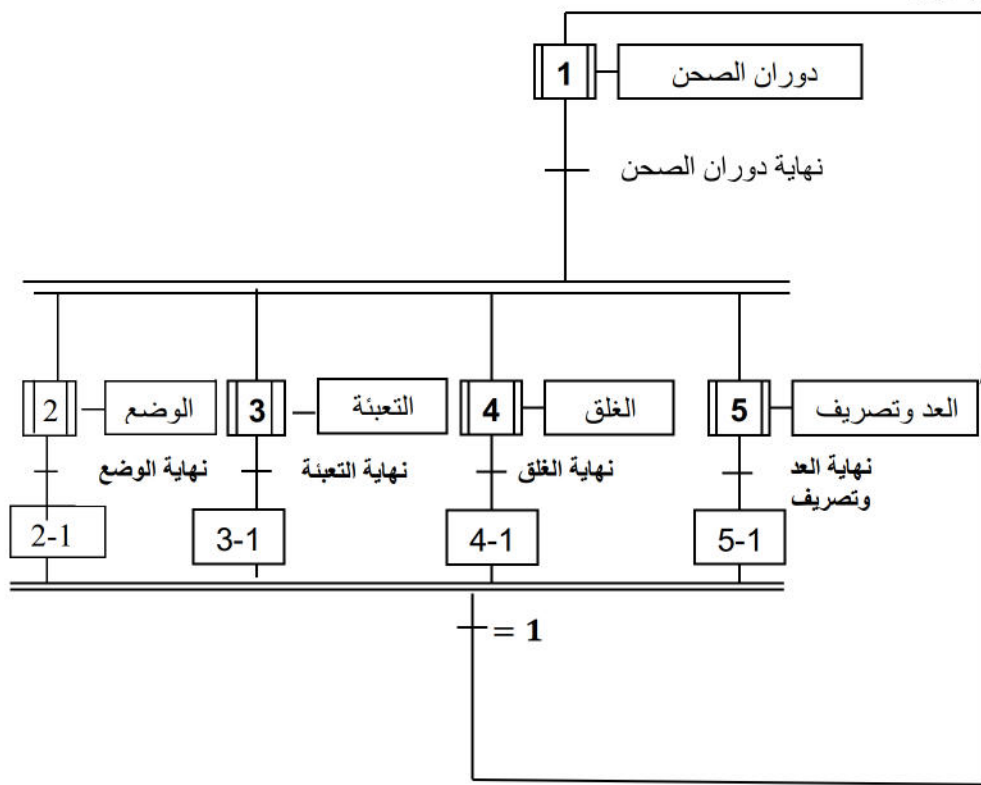 1 دوران الصحن
نهاية دوران الصحن
2 الوضع
3 التعبئة
4 الغلق
5 العد وتصريف
نهاية الوضع
نهاية التعبئة
نهاية الغلق
نهاية العد
وتصريف
2-1
3-1
4-1
5-1
= 1